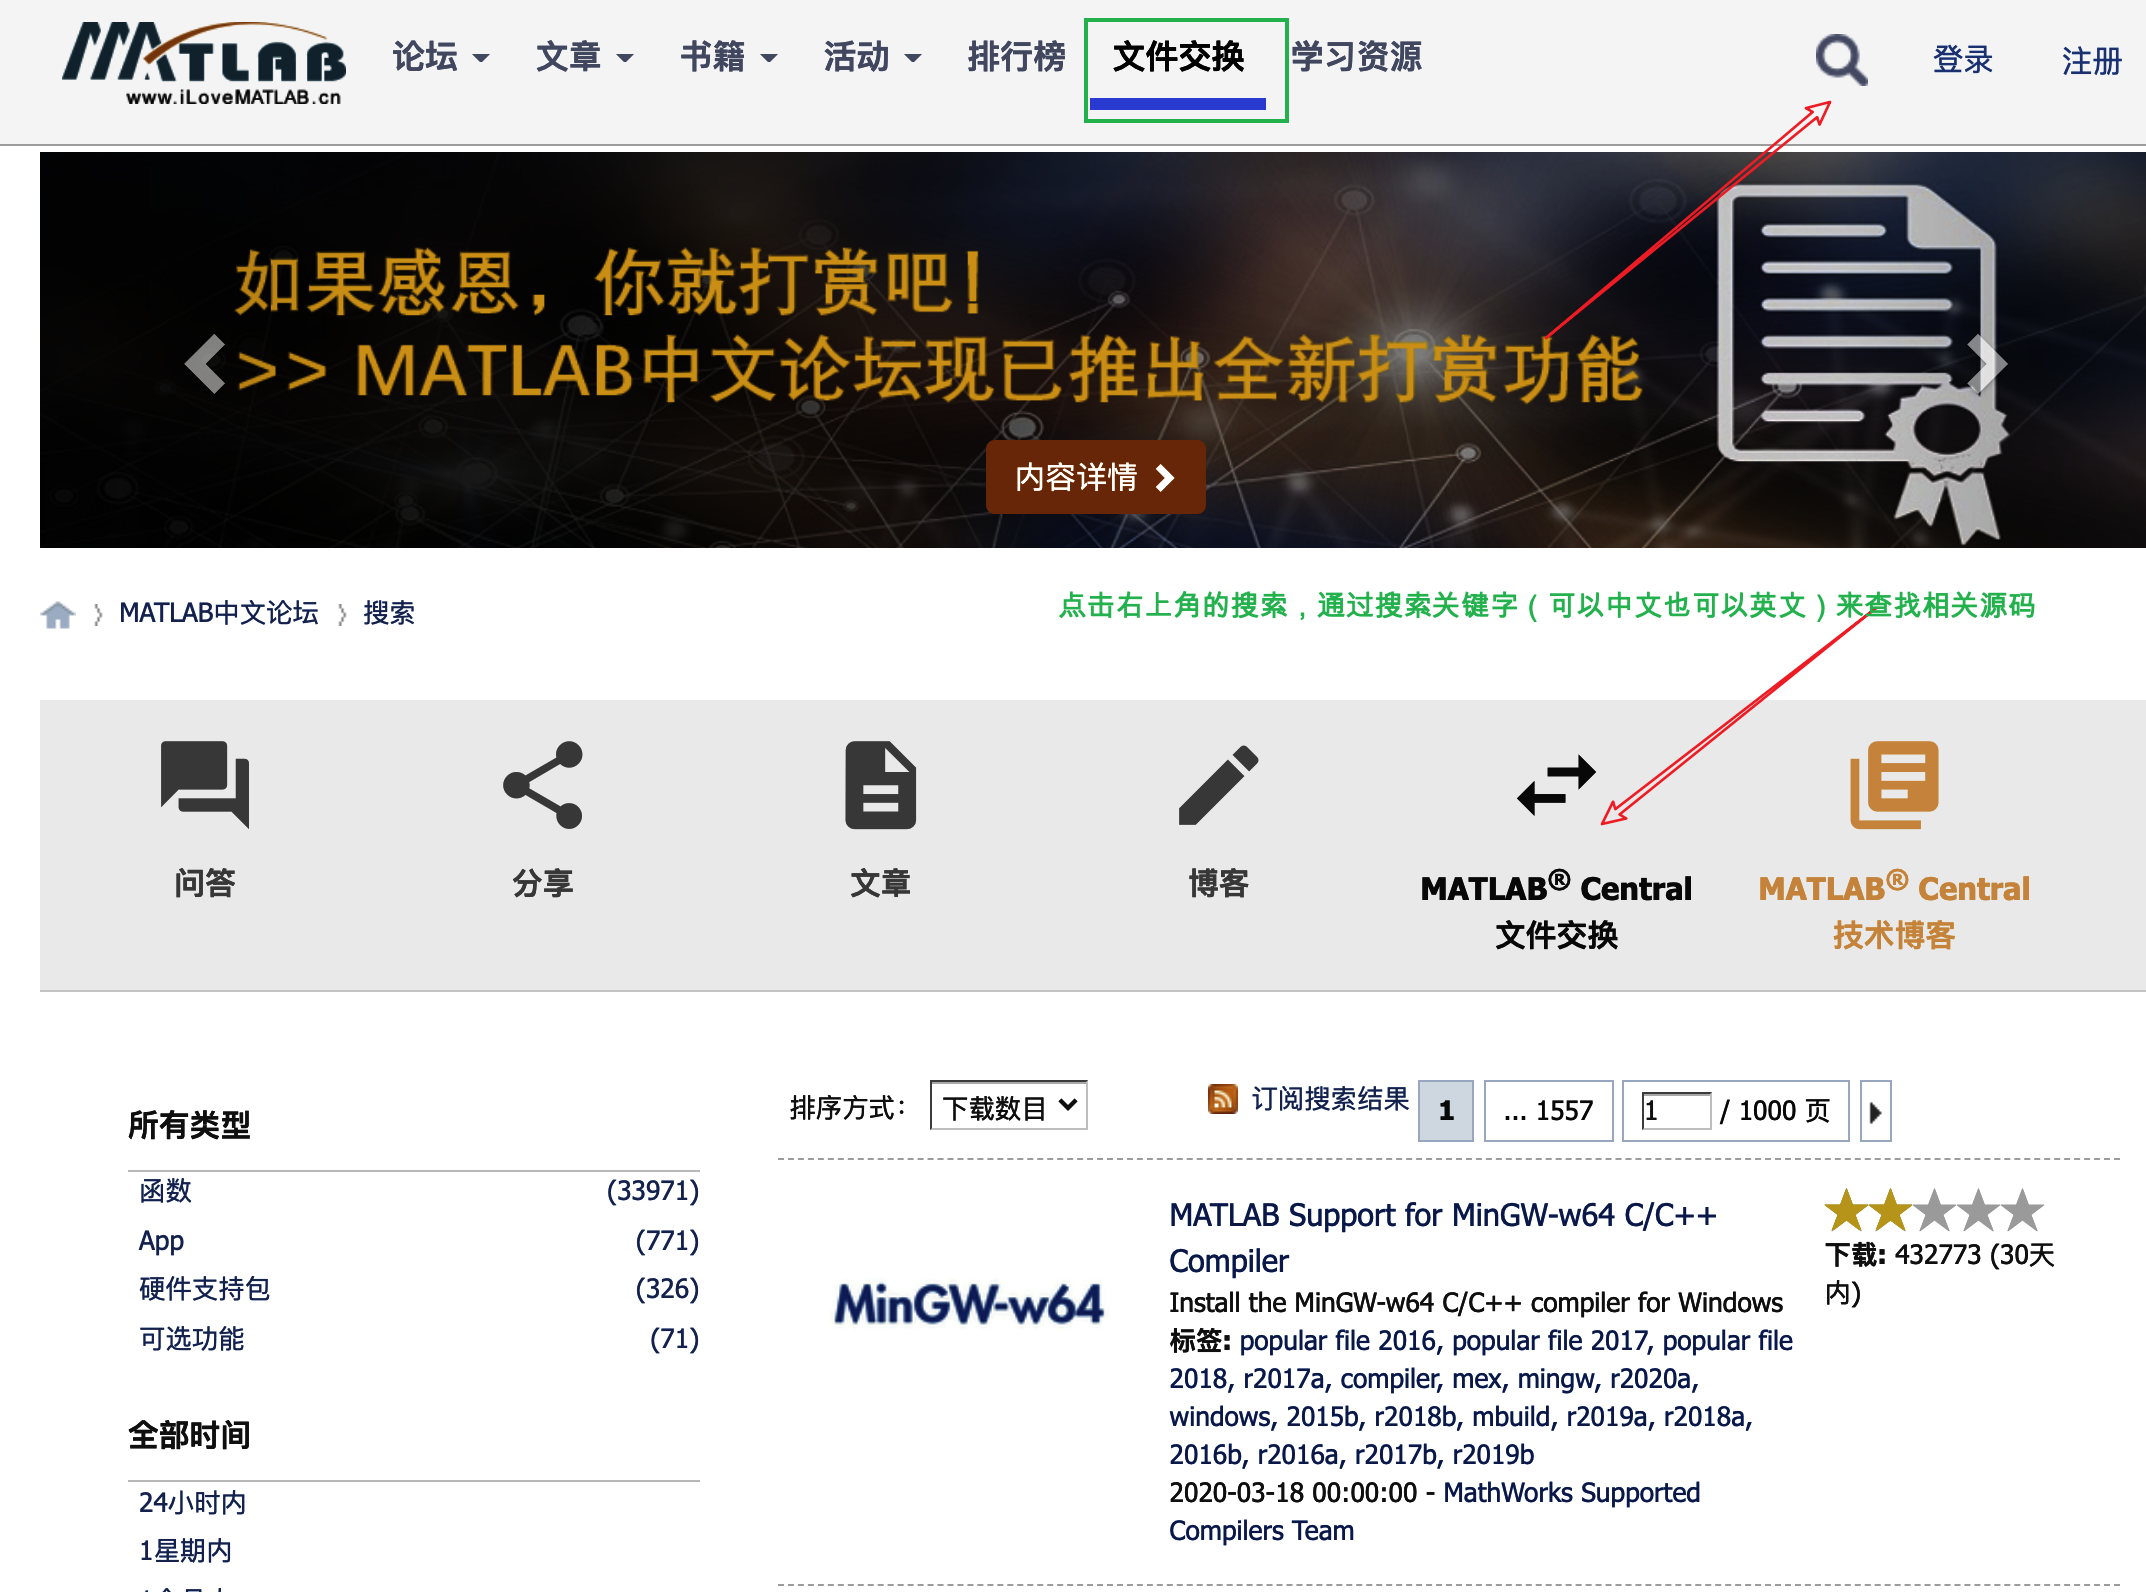 MATLAB
www.iLoveMATLAB.cn
论坛 文章 书籍 活动 排行榜 文件交换 学习资源 登录 注册
如果感恩，你就打赏吧！
>> MATLAB中文论坛现已推出全新打赏功能
内容详情
MATLAB中文论坛 搜索
点击右上角的搜索，通过搜索关键字（可以中文也可以英文）来查找相关源码
问答
分享
文章
博客
MATLAB® Central
文件交换
MATLAB® Central
技术博客
所有类型
函数 (33971)
App (771)
硬件支持包 (326)
可选功能 (71)
全部时间
24小时内
1星期内
排序方式： 下载数目
订阅搜索结果 1 ... 1557 1 / 1000 页
MinGW-w64
MATLAB Support for MinGW-w64 C/C++
Compiler
Install the MinGW-w64 C/C++ compiler for Windows
标签: popular file 2016, popular file 2017, popular file
2018, r2017a, compiler, mex, mingw, r2020a,
windows, 2015b, r2018b, mbuild, r2019a, r2018a,
2016b, r2016a, r2017b, r2019b
2020-03-18 00:00:00 - MathWorks Supported
Compilers Team
下载: 432773 (30天
内)